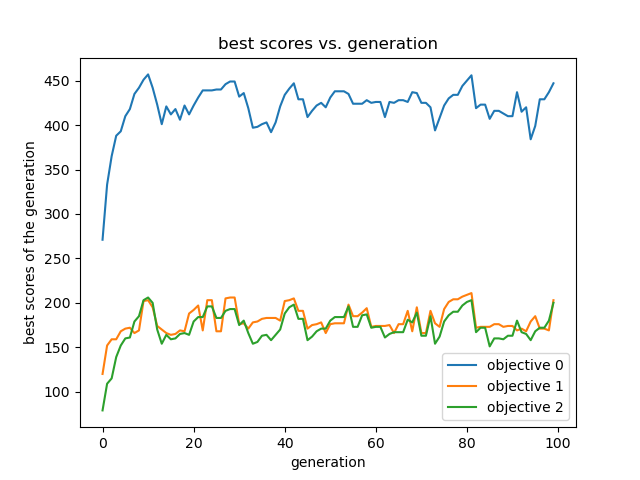 best scores vs. generation
best scores of the generation
450
400
350
300
250
200
150
100
0 20 40 60 80 100
generation
objective 0
objective 1
objective 2